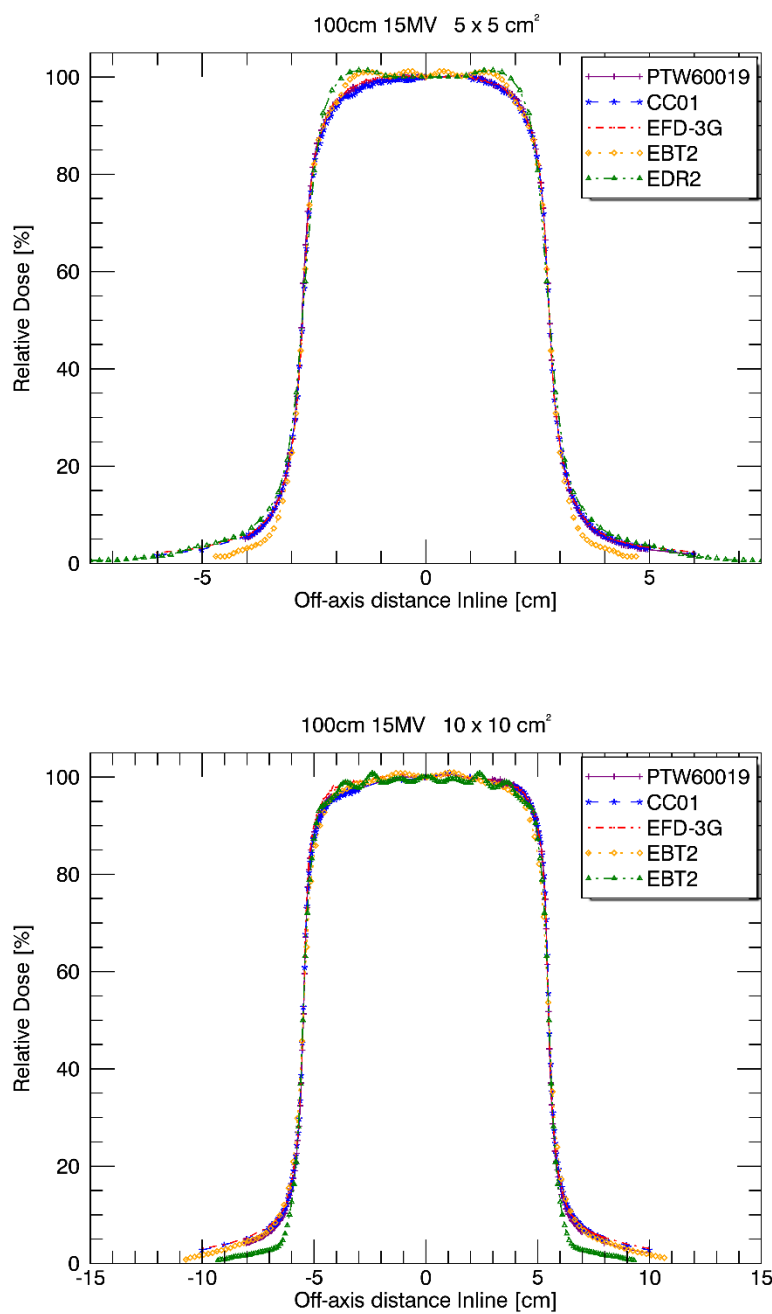 100cm 15MV 5 x 5 cm²
100
80
60
40
20
0
Relative Dose [%]
PTW60019
CC01
EFD-3G
EBT2
EDR2
-5 0 5
Off-axis distance Inline [cm]
100cm 15MV 10 x 10 cm²
100
80
60
40
20
0
Relative Dose [%]
PTW60019
CC01
EFD-3G
EBT2
EBT2
-15 -10 -5 0 5 10 15
Off-axis distance Inline [cm]